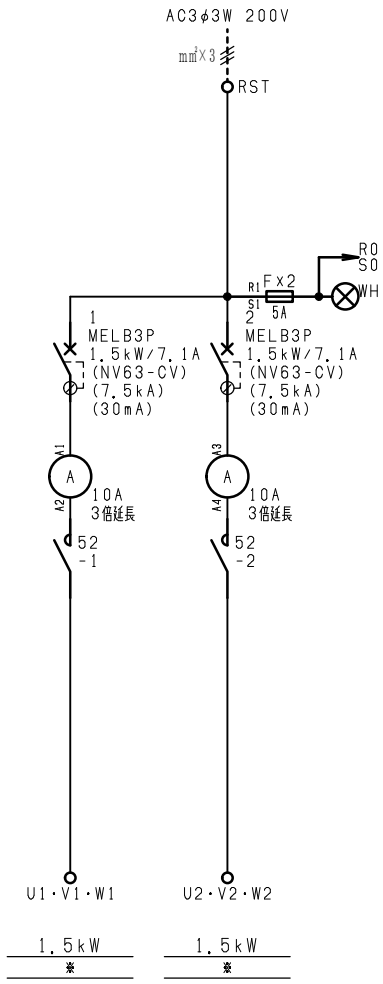 AC3φ3W 200V
mm²×3
RST
R0
S0
R1
F×2
S1
5A
WH
1
MELB3P
1.5kW/7.1A
(NV63-CV)
(7.5kA)
(30mA)
2
MELB3P
1.5kW/7.1A
(NV63-CV)
(7.5kA)
(30mA)
A1
A
A2
10A
3倍延長
A3
A
A4
10A
3倍延長
52
-1
52
-2
U1・V1・W1
U2・V2・W2
1.5kW
※
1.5kW
※